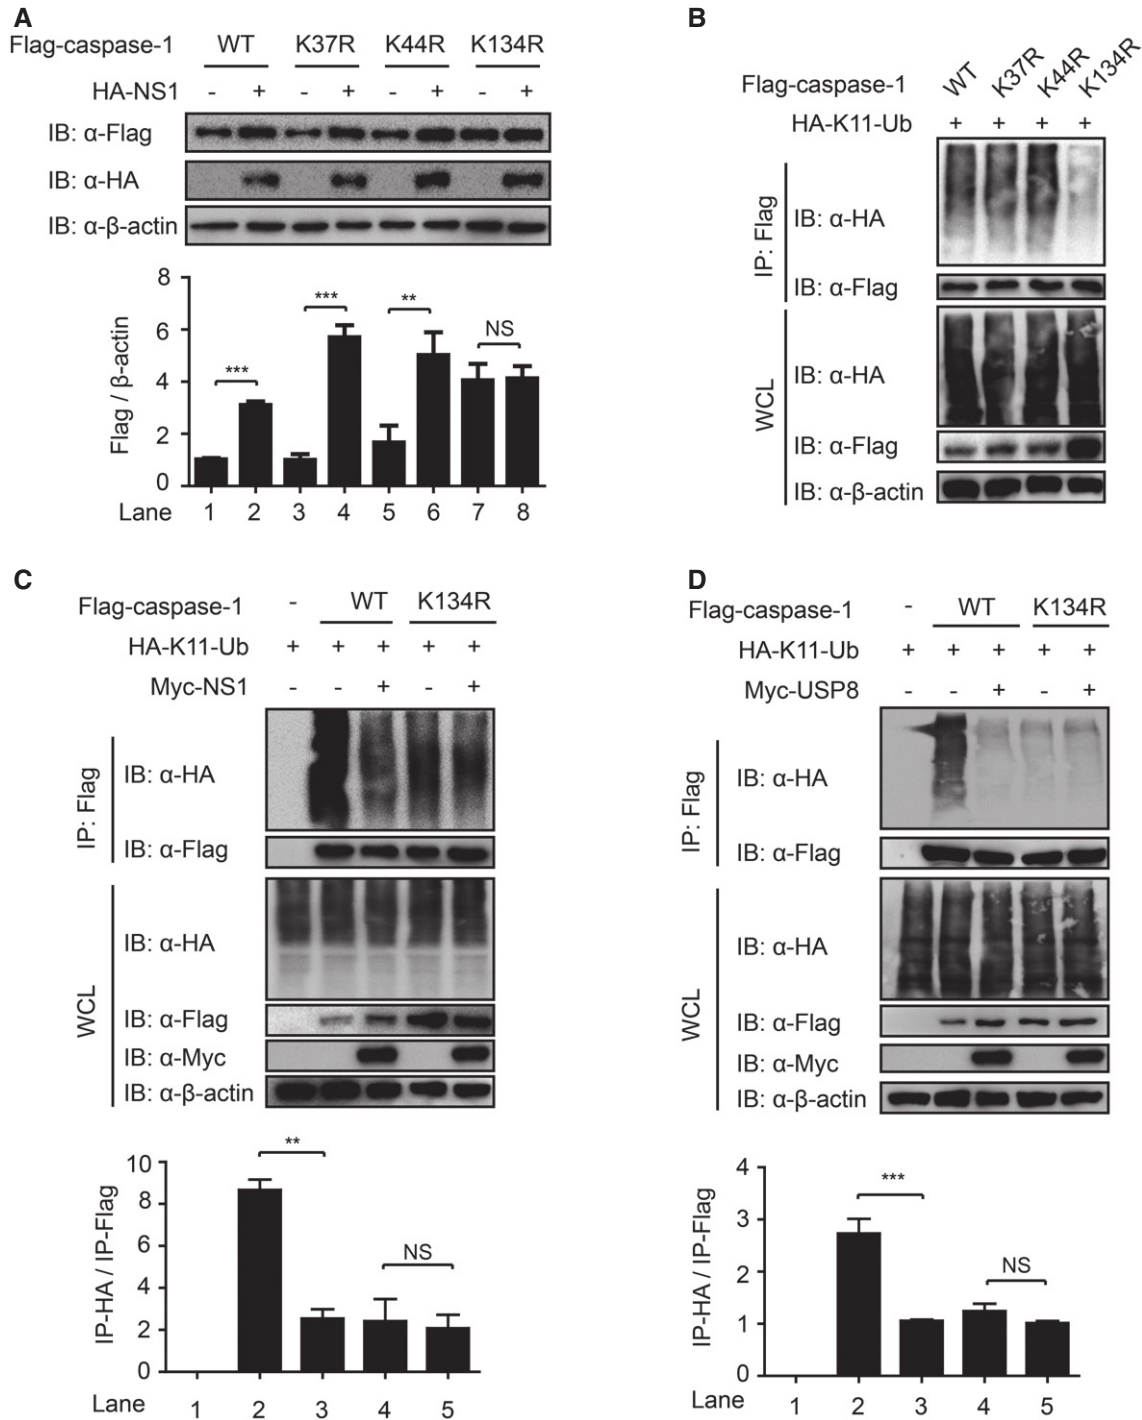 A
Flag-caspase-1 WT K37R K44R K134R
HA-NS1 - + - + - + - +
IB: α-Flag
IB: α-HA
IB: α-β-actin
Flag / β-actin
8
6
4
2
0
*** *** ** NS
Lane 1 2 3 4 5 6 7 8
B
Flag-caspase-1 WT K37R K44R K134R
HA-K11-Ub + + + +
IP: Flag
IB: α-HA
IB: α-Flag
WCL
IB: α-HA
IB: α-Flag
IB: α-β-actin
C
Flag-caspase-1 - WT K134R
HA-K11-Ub + + + + +
Myc-NS1 - - + - +
IP: Flag
IB: α-HA
IB: α-Flag
WCL
IB: α-HA
IB: α-Flag
IB: α-Myc
IB: α-β-actin
IP-HA / IP-Flag
10
8
6
4
2
0
** NS
Lane 1 2 3 4 5
D
Flag-caspase-1 - WT K134R
HA-K11-Ub + + + + +
Myc-USP8 - - + - +
IP: Flag
IB: α-HA
IB: α-Flag
WCL
IB: α-HA
IB: α-Flag
IB: α-Myc
IB: α-β-actin
IP-HA / IP-Flag
4
3
2
1
0
*** NS
Lane 1 2 3 4 5